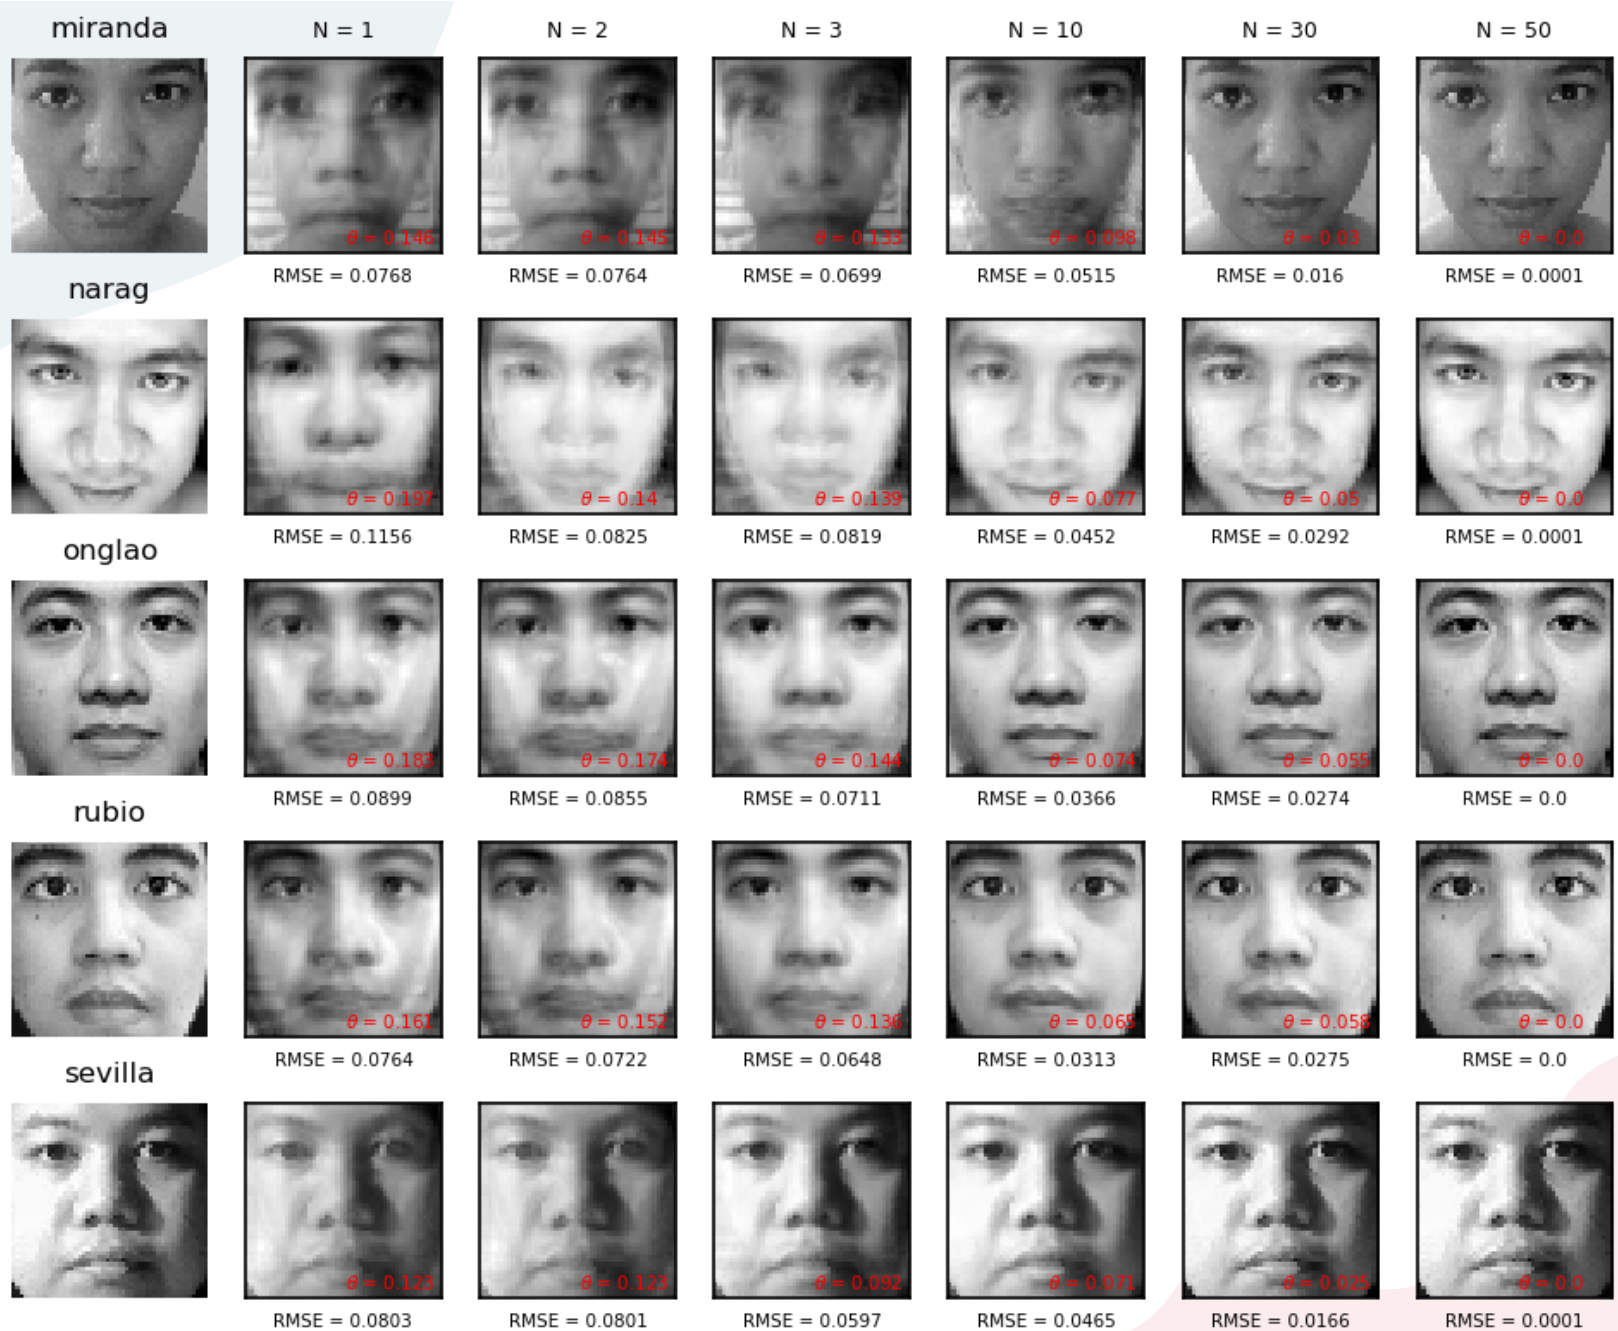 miranda N = 1 N = 2 N = 3 N = 10 N = 30 N = 50
θ = 0.146 θ = 0.145 θ = 0.133 θ = 0.098 θ = 0.03 θ = 0.0
RMSE = 0.0768 RMSE = 0.0764 RMSE = 0.0699 RMSE = 0.0515 RMSE = 0.016 RMSE = 0.0001
narag
θ = 0.197 θ = 0.14 θ = 0.139 θ = 0.077 θ = 0.05 θ = 0.0
RMSE = 0.1156 RMSE = 0.0825 RMSE = 0.0819 RMSE = 0.0452 RMSE = 0.0292 RMSE = 0.0001
onglao
θ = 0.183 θ = 0.174 θ = 0.144 θ = 0.074 θ = 0.055 θ = 0.0
RMSE = 0.0899 RMSE = 0.0855 RMSE = 0.0711 RMSE = 0.0366 RMSE = 0.0274 RMSE = 0.0
rubio
θ = 0.161 θ = 0.152 θ = 0.136 θ = 0.065 θ = 0.058 θ = 0.0
RMSE = 0.0764 RMSE = 0.0722 RMSE = 0.0648 RMSE = 0.0313 RMSE = 0.0275 RMSE = 0.0
sevilla
θ = 0.123 θ = 0.123 θ = 0.092 θ = 0.071 θ = 0.025 θ = 0.0
RMSE = 0.0803 RMSE = 0.0801 RMSE = 0.0597 RMSE = 0.0465 RMSE = 0.0166 RMSE = 0.0001